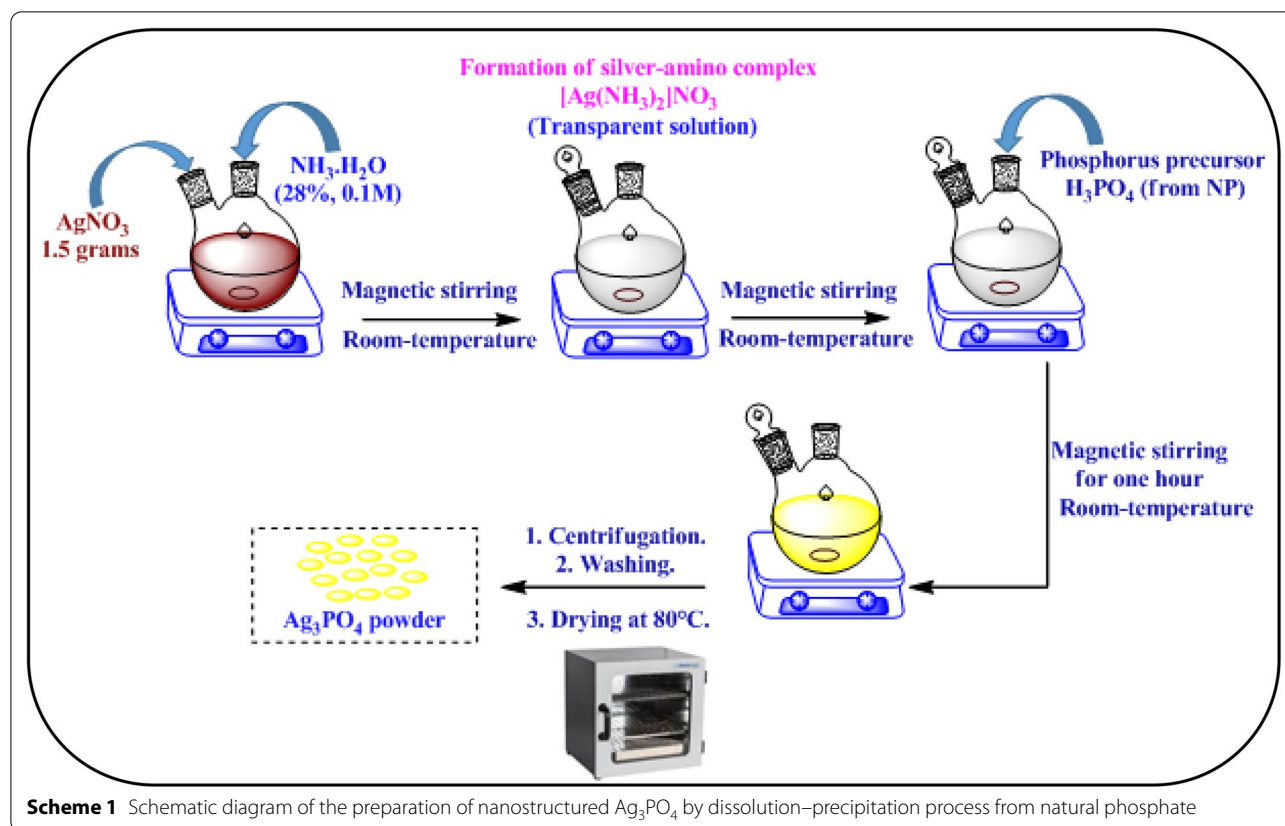 Formation of silver-amino complex
[Ag(NH₃)₂]NO₃
(Transparent solution)
NH₃.H₂O
(28%, 0.1M)
AgNO₃
1.5 grams
Phosphorus precursor
H₃PO₄ (from NP)
Magnetic stirring
Room-temperature
Magnetic stirring
Room-temperature
Magnetic stirring
for one hour
Room-temperature
1. Centrifugation.
2. Washing.
3. Drying at 80°C.
Ag₃PO₄ powder
Scheme 1 Schematic diagram of the preparation of nanostructured Ag₃PO₄ by dissolution–precipitation process from natural phosphate